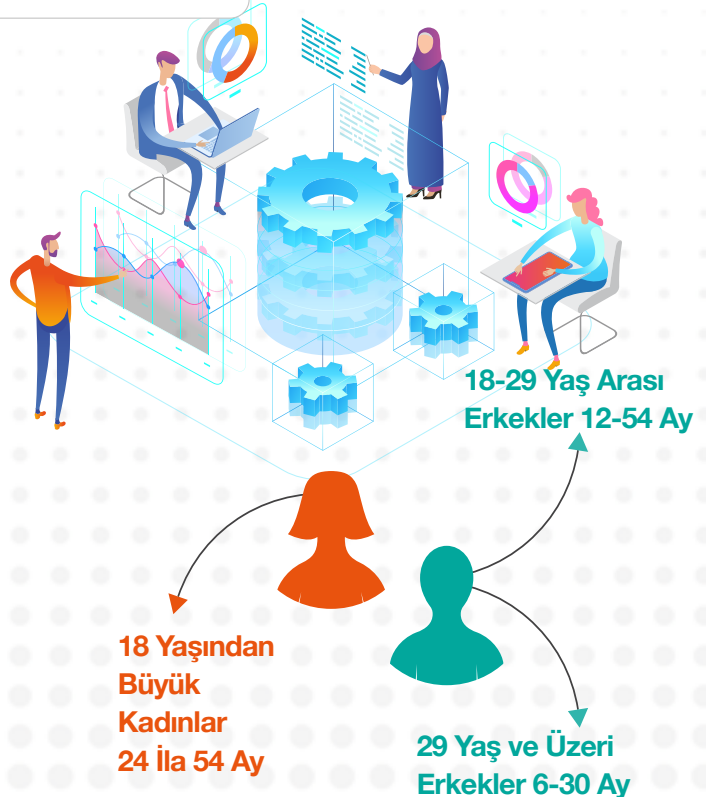 18-29 Yaş Arası
Erkekler 12-54 Ay
18 Yaşından
Büyük
Kadınlar
24 İla 54 Ay
29 Yaş ve Üzeri
Erkekler 6-30 Ay